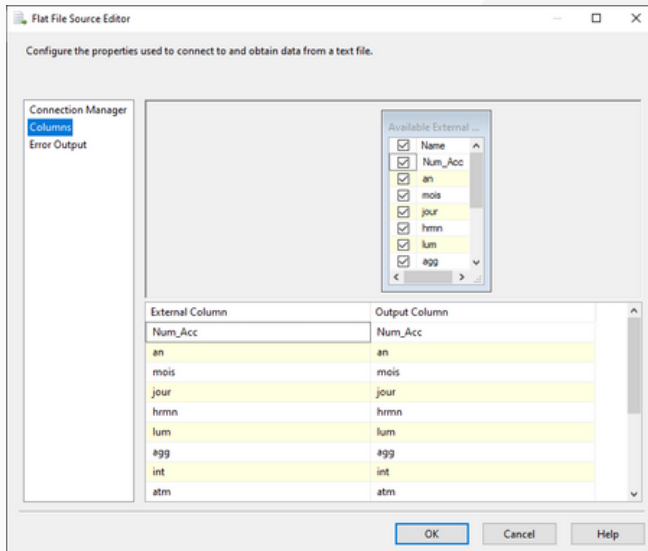 Flat File Source Editor
Configure the properties used to connect to and obtain data from a text file.
Connection Manager
Columns
Error Output
Available External ...
Name
Num_Acc
an
mois
jour
hrmn
lum
agg
External Column Output Column
Num_Acc Num_Acc
an an
mois mois
jour jour
hrmn hrmn
lum lum
agg agg
int int
atm atm
OK Cancel Help